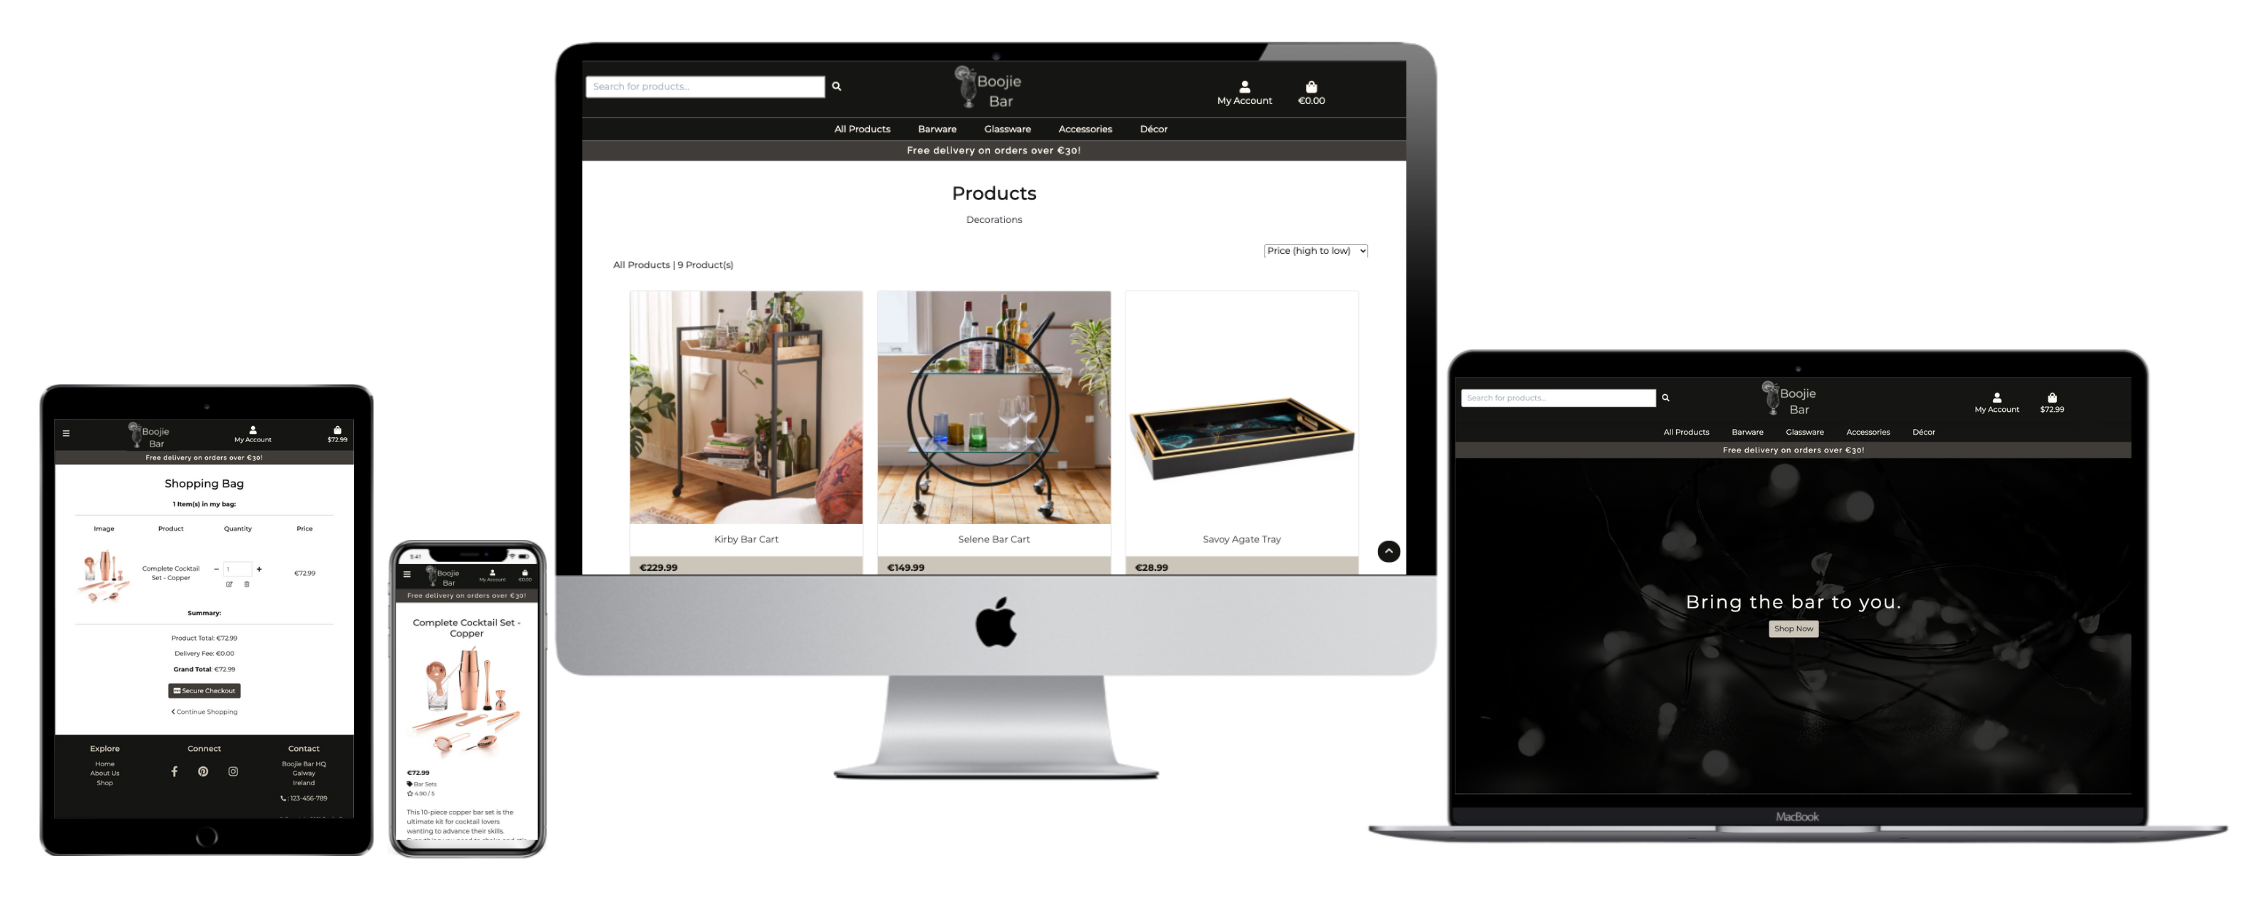 Boojie
Bar
My Account
$72.99
Free delivery on orders over €30!
Shopping Bag
1 Item(s) in my bag:
Image Product Quantity Price
Complete Cocktail
Set - Copper
1
€72.99
Summary:
Product Total: €72.99
Delivery Fee: €0.00
Grand Total: €72.99
Secure Checkout
Continue Shopping
Explore Connect Contact
Home
About Us
Shop
Boojie Bar HQ
Galway
Ireland
: 123-456-789
Boojie
Bar
My Account
€0.00
Free delivery on orders over €30!
Complete Cocktail Set -
Copper
€72.99
Bar Sets
4.90 / 5
This 10-piece copper bar set is the
ultimate kit for cocktail lovers
wanting to advance their skills.
Search for products...
Boojie
Bar
My Account
€0.00
All Products Barware Glassware Accessories Décor
Free delivery on orders over €30!
Products
Decorations
Price (high to low)
All Products | 9 Product(s)
Kirby Bar Cart
Selene Bar Cart
Savoy Agate Tray
€229.99
€149.99
€28.99
Search for products...
Boojie
Bar
My Account
$72.99
All Products Barware Glassware Accessories Décor
Free delivery on orders over €30!
Bring the bar to you.
Shop Now
MacBook